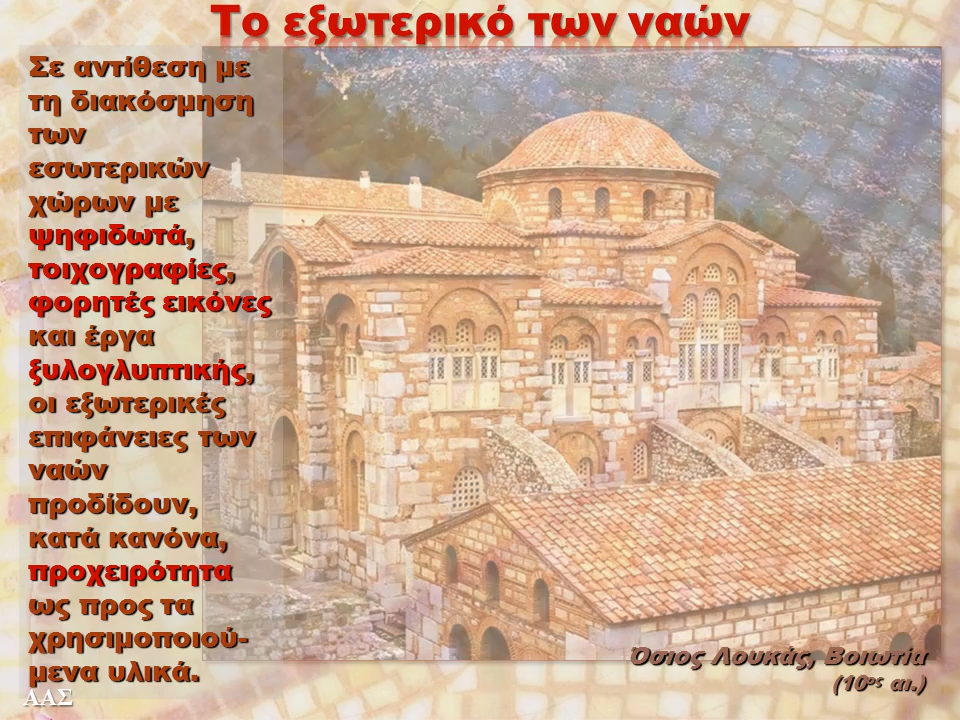 Το εξωτερικό των ναών
Σε αντίθεση με
τη διακόσμηση
των
εσωτερικών
χώρων με
ψηφιδωτά,
τοιχογραφίες,
φορητές εικόνες
και έργα
ξυλογλυπτικής,
οι εξωτερικές
επιφάνειες των
ναών
προδίδουν,
κατά κανόνα,
προχειρότητα
ως προς τα
χρησιμοποιού-
μενα υλικά.
Όσιος Λουκάς, Βοιωτία
(10ος αι.)
ΑΑΣ